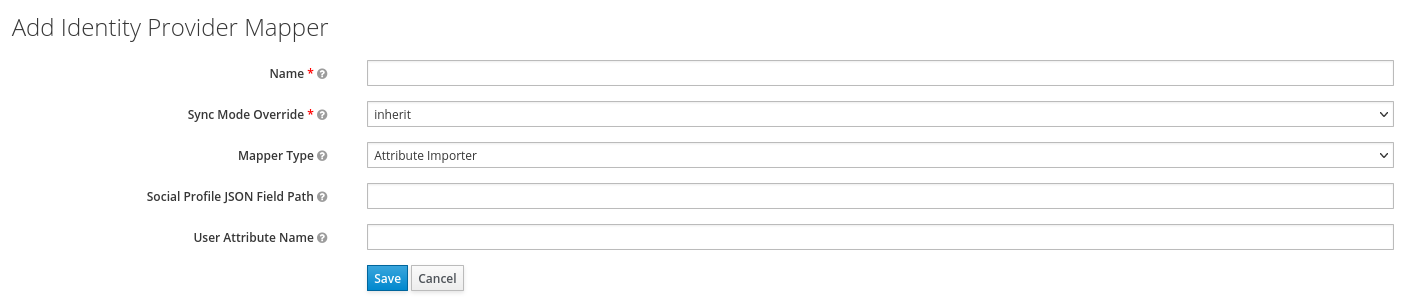 Add Identity Provider Mapper
Name *
Sync Mode Override *
inherit
Mapper Type
Attribute Importer
Social Profile JSON Field Path
User Attribute Name
Save Cancel